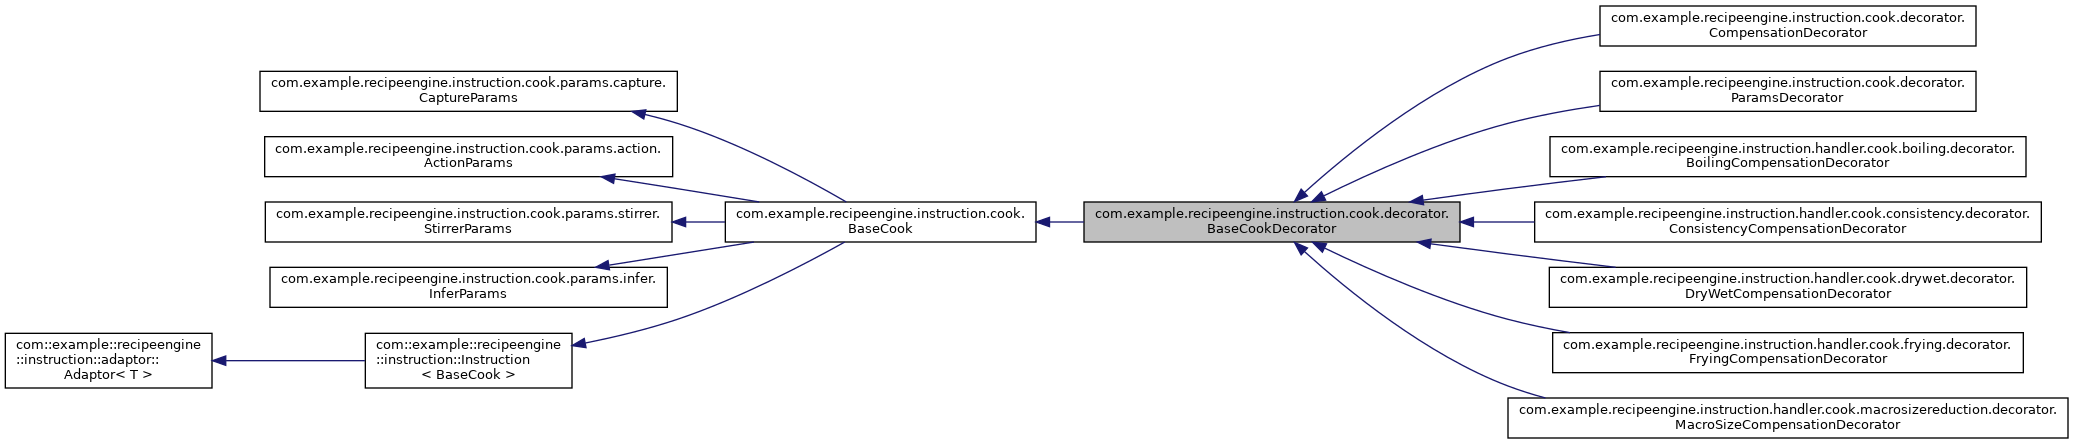 com.example.recipeengine.instruction.cook.decorator.
CompensationDecorator
com.example.recipeengine.instruction.cook.params.capture.
CaptureParams
com.example.recipeengine.instruction.cook.decorator.
ParamsDecorator
com.example.recipeengine.instruction.cook.params.action.
ActionParams
com.example.recipeengine.instruction.handler.cook.boiling.decorator.
BoilingCompensationDecorator
com.example.recipeengine.instruction.cook.params.stirrer.
StirrerParams
com.example.recipeengine.instruction.cook.
BaseCook
com.example.recipeengine.instruction.cook.decorator.
BaseCookDecorator
com.example.recipeengine.instruction.handler.cook.consistency.decorator.
ConsistencyCompensationDecorator
com.example.recipeengine.instruction.cook.params.infer.
InferParams
com.example.recipeengine.instruction.handler.cook.drywet.decorator.
DryWetCompensationDecorator
com::example::recipeengine
::instruction::adaptor::
Adaptor< T >
com::example::recipeengine
::instruction::Instruction
< BaseCook >
com.example.recipeengine.instruction.handler.cook.frying.decorator.
FryingCompensationDecorator
com.example.recipeengine.instruction.handler.cook.macrosizereduction.decorator.
MacroSizeCompensationDecorator